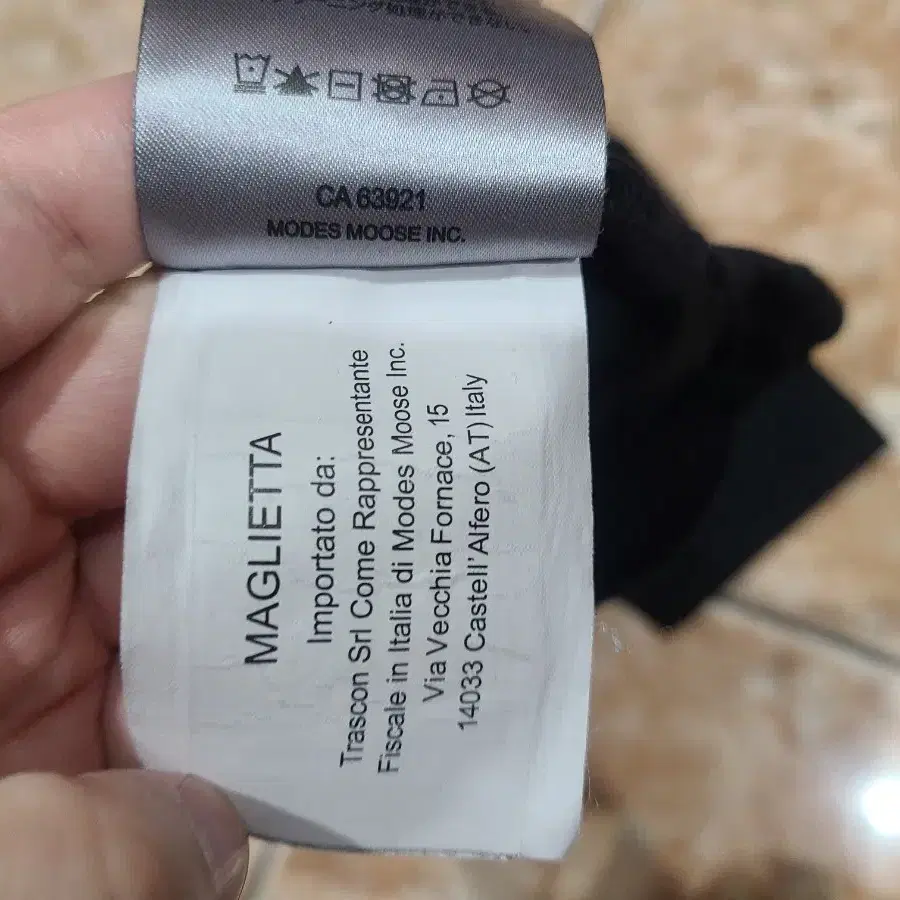 CA 63921
MODES MOOSE INC.
MAGLIETTA
Importato da:
Trascon Srl Come Rappresentante
Fiscale in Italia di Modes Moose Inc.
Via Vecchia Fornace, 15
14033 Castell'Alfero (AT) Italy